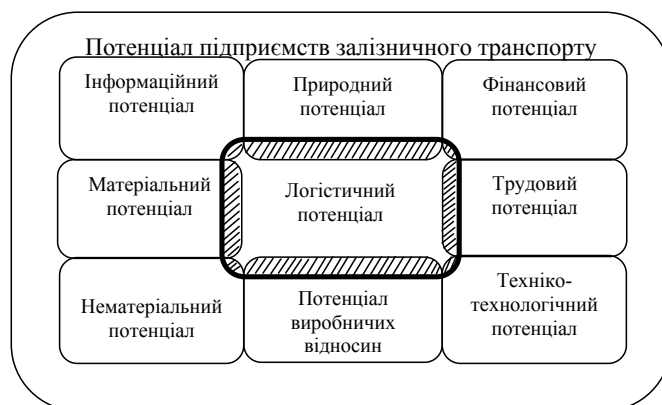 Потенціал підприємств залізничного транспорту
Інформаційний
потенціал
Природний
потенціал
Фінансовий
потенціал
Матеріальний
потенціал
Логістичний
потенціал
Трудовий
потенціал
Нематеріальний
потенціал
Потенціал
виробничих
відносин
Техніко-
технологічний
потенціал